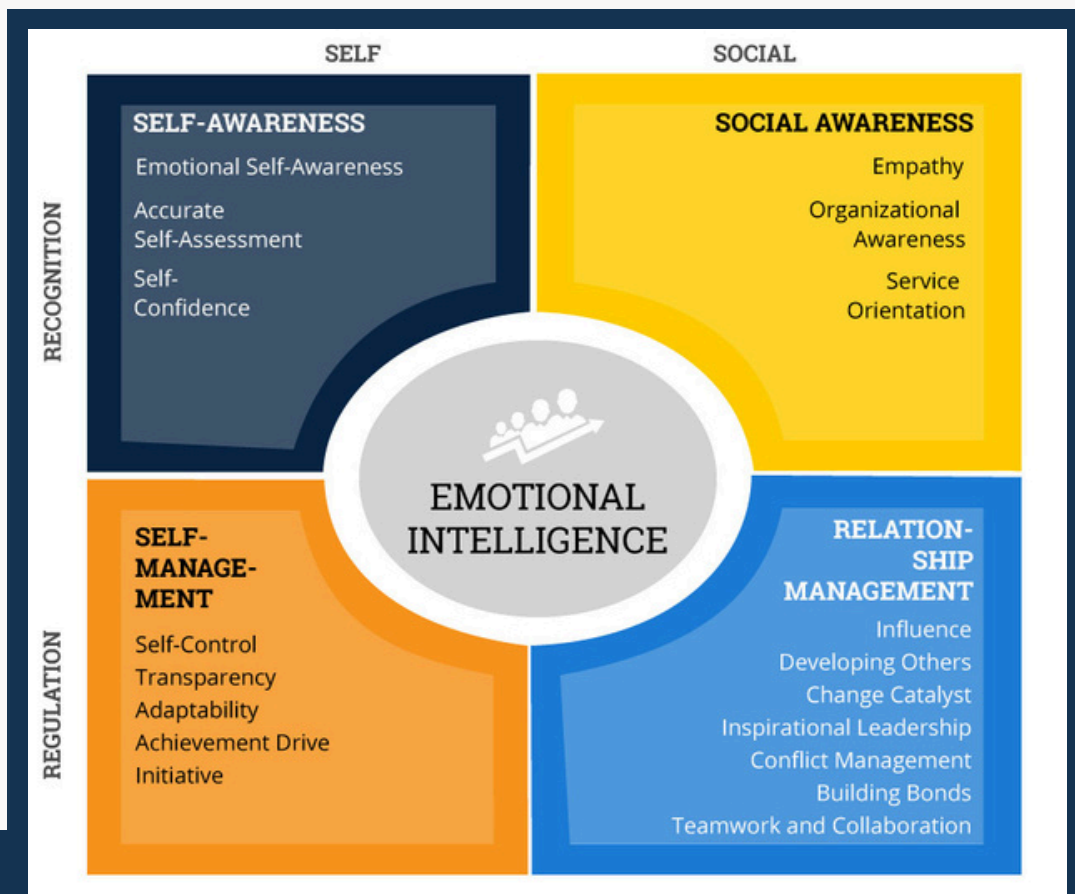 SELF
SOCIAL
RECOGNITION
SELF-AWARENESS
Emotional Self-Awareness
Accurate
Self-Assessment
Self-
Confidence
SOCIAL AWARENESS
Empathy
Organizational
Awareness
Service
Orientation
EMOTIONAL
INTELLIGENCE
REGULATION
SELF-
MANAGE-
MENT
Self-Control
Transparency
Adaptability
Achievement Drive
Initiative
RELATION-
SHIP
MANAGEMENT
Influence
Developing Others
Change Catalyst
Inspirational Leadership
Conflict Management
Building Bonds
Teamwork and Collaboration